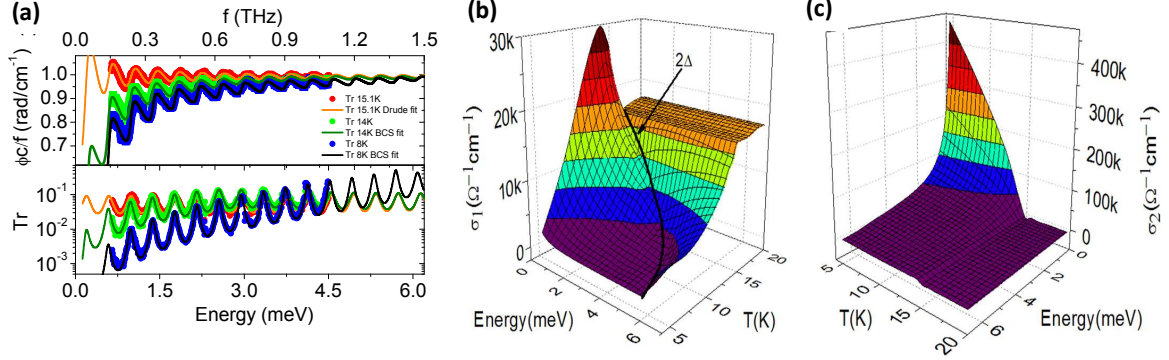 (a)
f (THz)
0.0 0.3 0.6 0.9 1.2 1.5
ϕc/f (rad/cm⁻¹)
1.0
0.9
0.8
0.7
Tr 15.1K
Tr 15.1K Drude fit
Tr 14K
Tr 14K BCS fit
Tr 8K
Tr 8K BCS fit
Tr
10⁻¹
10⁻²
10⁻³
0.0 1.5 3.0 4.5 6.0
Energy (meV)
(b)
30k
20k
10k
0
σ₁(Ω⁻¹cm⁻¹)
2Δ
0 2 4 6
Energy(meV)
5 10 15 20
T(K)
(c)
400k
300k
200k
100k
0
σ₂(Ω⁻¹cm⁻¹)
5 10 15 20
T(K)
0 2 4 6
Energy(meV)